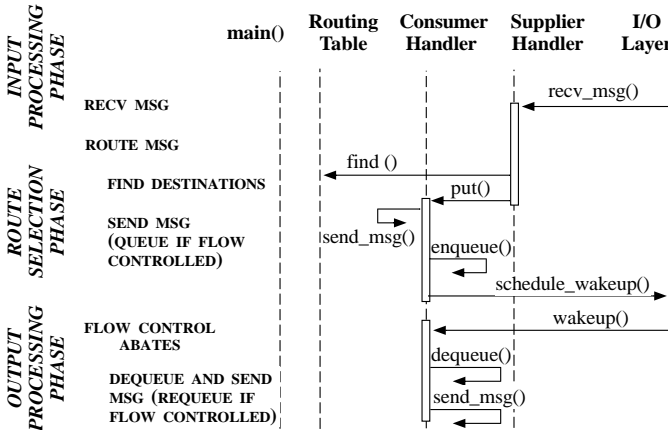 main()
Routing
Table
Consumer
Handler
Supplier
Handler
I/O
Layer
INPUT
PROCESSING
PHASE
RECV MSG
recv_msg()
ROUTE MSG
find ()
FIND DESTINATIONS
put()
ROUTE
SELECTION
PHASE
SEND MSG
(QUEUE IF FLOW
CONTROLLED)
send_msg()
enqueue()
schedule_wakeup()
OUTPUT
PROCESSING
PHASE
FLOW CONTROL
ABATES
wakeup()
dequeue()
DEQUEUE AND SEND
MSG (REQUEUE IF
FLOW CONTROLLED)
send_msg()